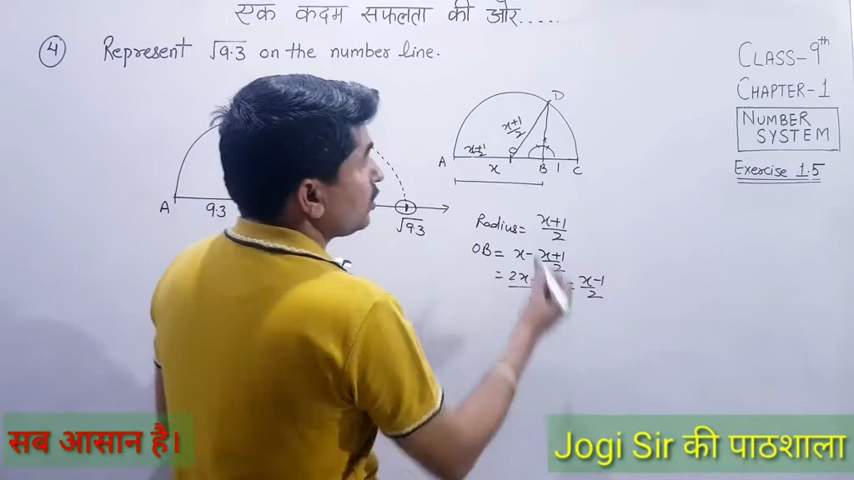 एक कदम सफलता की ओर.....
4 Represent √9.3 on the number line.
CLASS-9th
CHAPTER-1
NUMBER
SYSTEM
Exercise 1.5
A 9.3 √9.3
D
x+1/2
x+1/2
A O B 1 C
x
Radius = x+1/2
OB = x - x+1/2
= 2x = x-1/2
सब आसान है।
Jogi Sir की पाठशाला